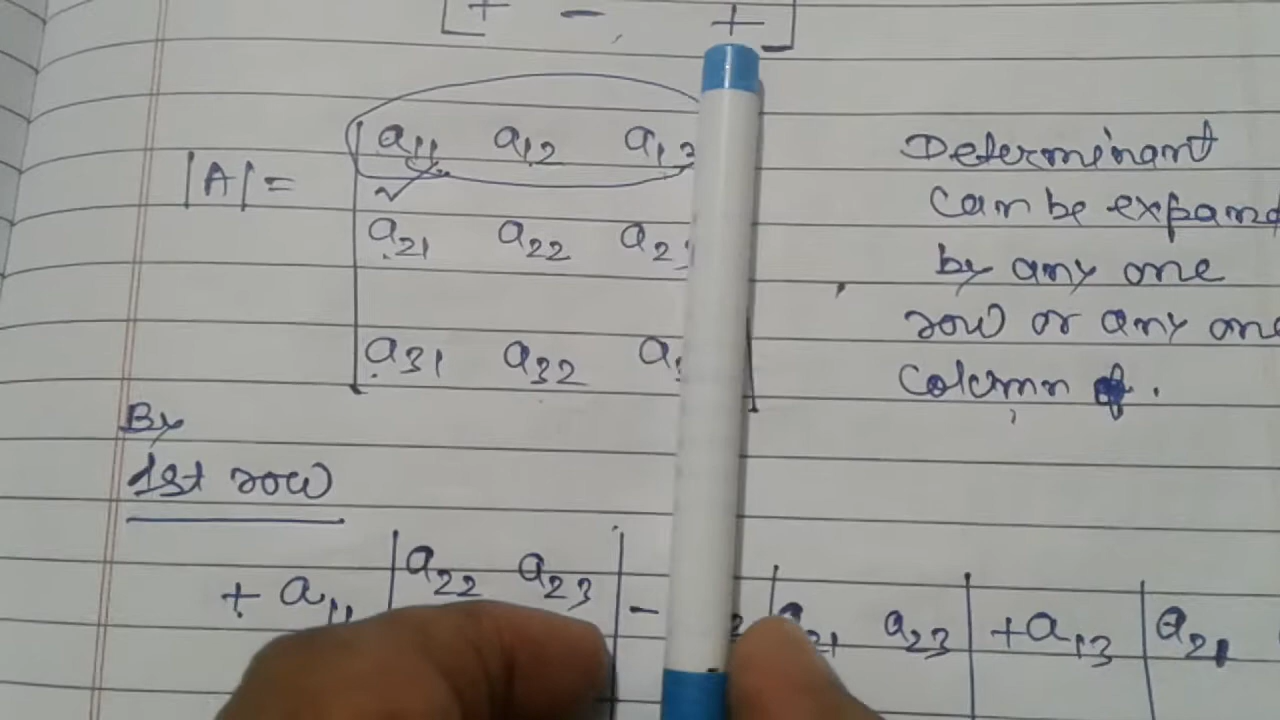 [+ - , +]
|A| = | a11 a12 a13
a21 a22 a2
a31 a32 a
Determinant
can be expand
by any one
row or any one
column .
By
1st row
+ a11 | a22 a23 | - | a21 a23 | + a13 | a21